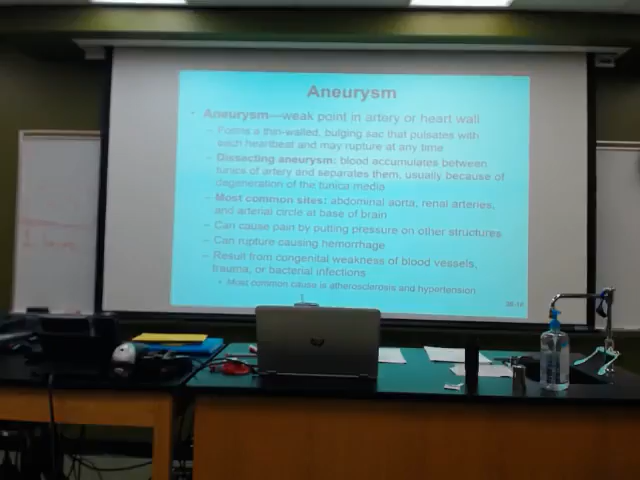 Aneurysm
• Aneurysm—weak point in artery or heart wall
– Forms a thin-walled, bulging sac that pulsates with
each heartbeat and may rupture at any time
– Dissecting aneurysm: blood accumulates between
tunics of artery and separates them, usually because of
degeneration of the tunica media
– Most common sites: abdominal aorta, renal arteries,
and arterial circle at base of brain
– Can cause pain by putting pressure on other structures
– Can rupture causing hemorrhage
– Result from congenital weakness of blood vessels,
trauma, or bacterial infections
• Most common cause is atherosclerosis and hypertension